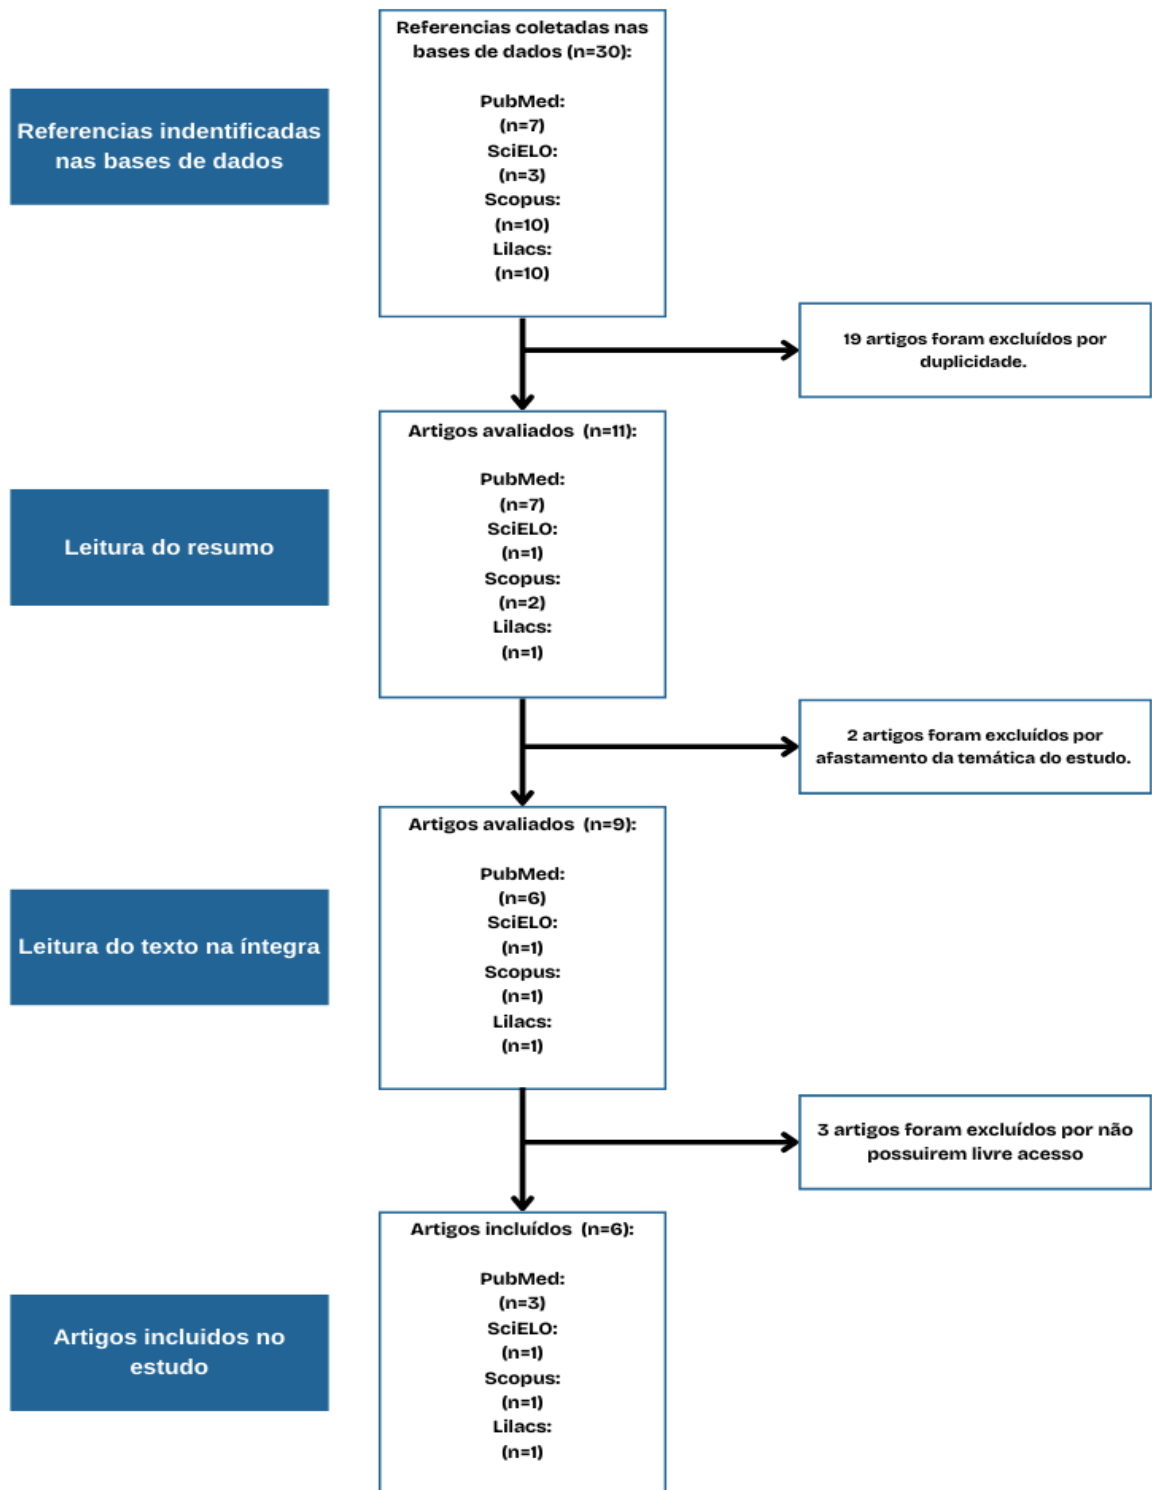 Referencias coletadas nas
bases de dados (n=30):
PubMed:
(n=7)
SciELO:
(n=3)
Scopus:
(n=10)
Lilacs:
(n=10)
Referencias indentificadas
nas bases de dados
19 artigos foram excluídos por
duplicidade.
Artigos avaliados (n=11):
PubMed:
(n=7)
SciELO:
(n=1)
Scopus:
(n=2)
Lilacs:
(n=1)
Leitura do resumo
2 artigos foram excluídos por
afastamento da temática do estudo.
Artigos avaliados (n=9):
PubMed:
(n=6)
SciELO:
(n=1)
Scopus:
(n=1)
Lilacs:
(n=1)
Leitura do texto na íntegra
3 artigos foram excluídos por não
possuirem livre acesso
Artigos incluídos (n=6):
PubMed:
(n=3)
SciELO:
(n=1)
Scopus:
(n=1)
Lilacs:
(n=1)
Artigos incluidos no
estudo